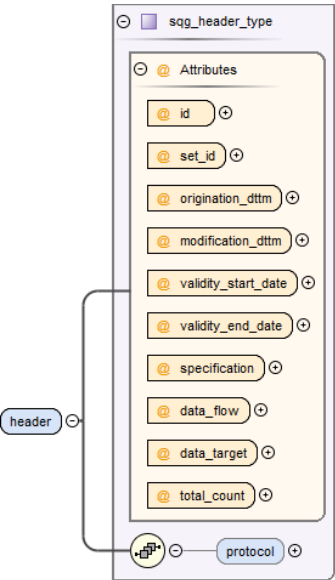 sqg_header_type
@ Attributes
@ id
@ set_id
@ origination_dttm
@ modification_dttm
@ validity_start_date
@ validity_end_date
@ specification
@ data_flow
@ data_target
@ total_count
header
protocol